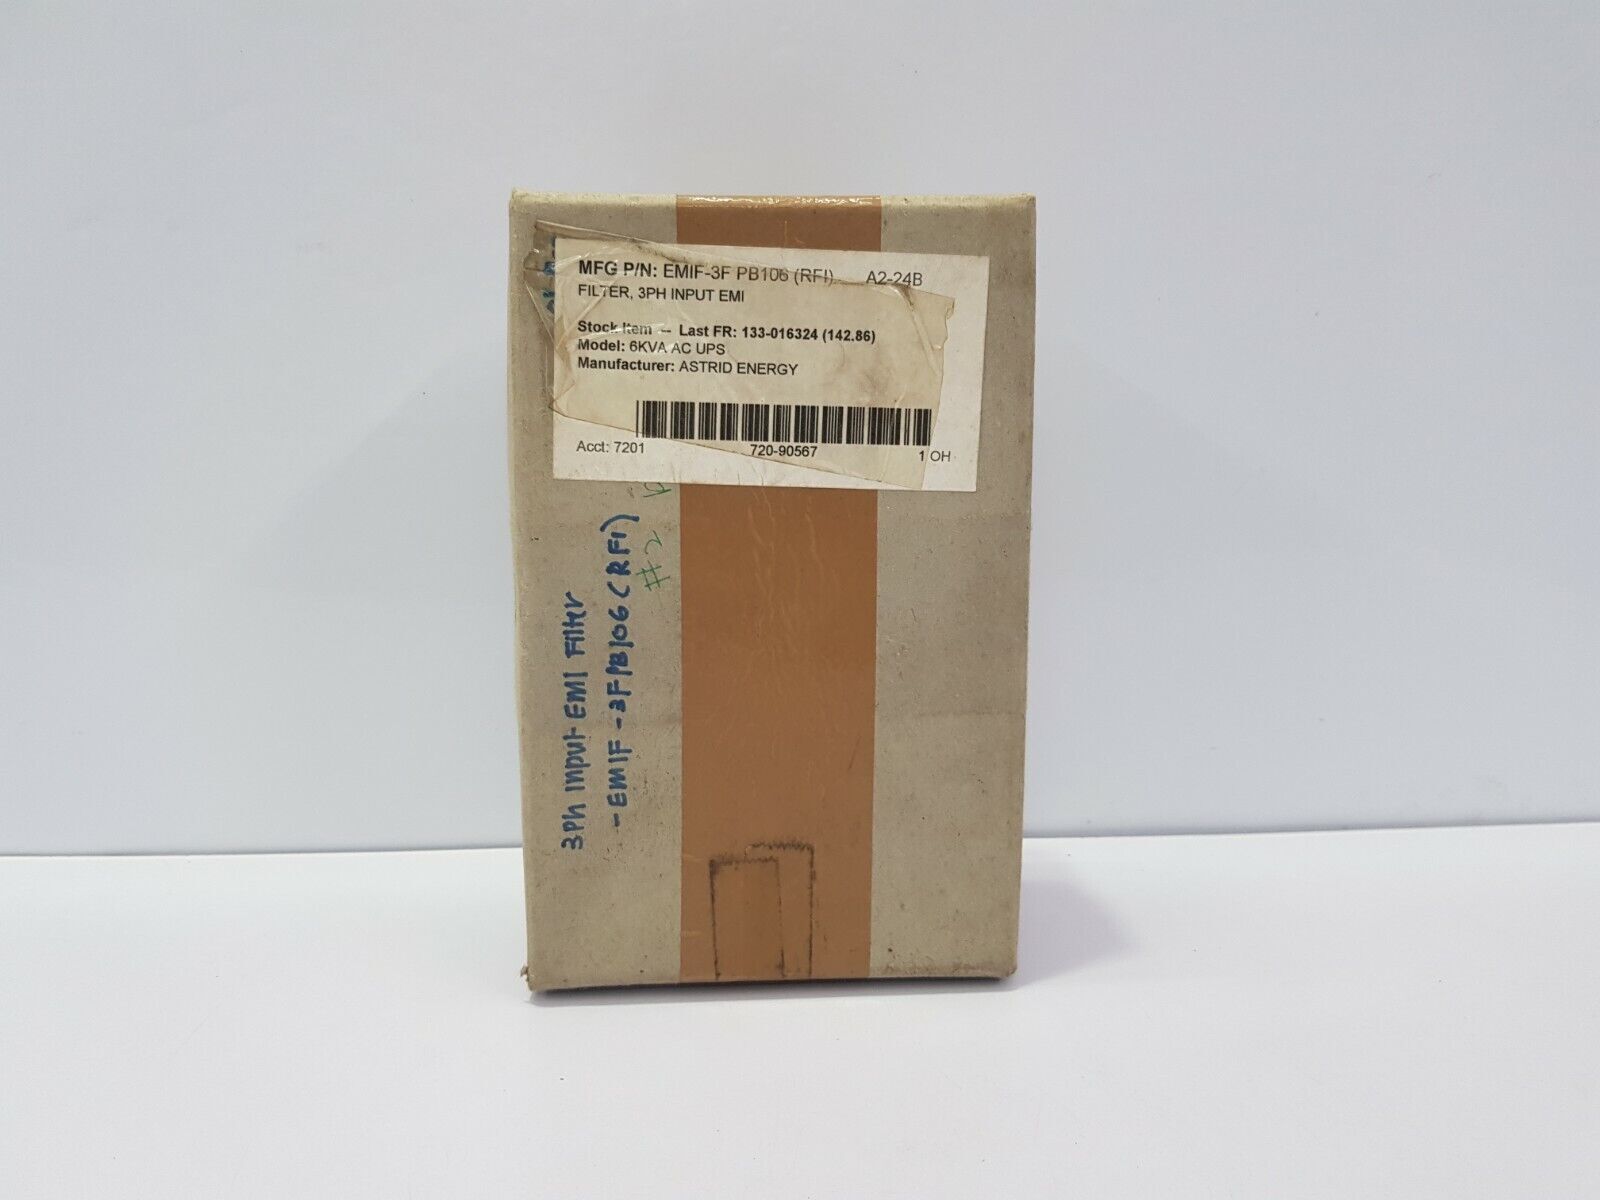 MFG P/N: EMIF-3F PB106 (RFI) A2-24B
FILTER, 3PH INPUT EMI
Stock Item -- Last FR: 133-016324 (142.86)
Model: 6KVA AC UPS
Manufacturer: ASTRID ENERGY
Acct: 7201 720-90567 1 OH
3Ph Input EMI Filter
- EMIF - 3FPB106 (RFI)
#2